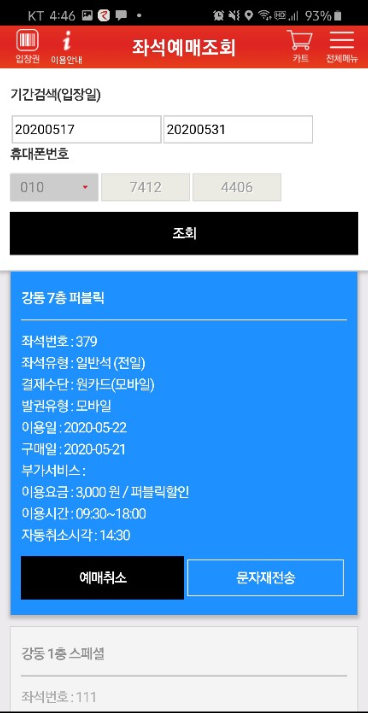 KT 4:46 93%
입장권 이용안내 좌석예매조회 카트 전체메뉴
기간검색(입장일)
20200517 20200531
휴대폰번호
010 7412 4406
조회
강동 7층 퍼블릭
좌석번호 : 379
좌석유형 : 일반석 (전일)
결제수단 : 원카드(모바일)
발권유형 : 모바일
이용일 : 2020-05-22
구매일 : 2020-05-21
부가서비스 :
이용요금 : 3,000 원 / 퍼블릭할인
이용시간 : 09:30~18:00
자동취소시각 : 14:30
예매취소 문자재전송
강동 1층 스페셜
좌석번호 : 111